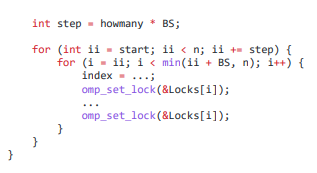 int step = howmany * BS;
for (int ii = start; ii < n; ii += step) {
for (i = ii; i < min(ii + BS, n); i++) {
index = ...;
omp_set_lock(&Locks[i]);
...
omp_set_lock(&Locks[i]);
}
}
}